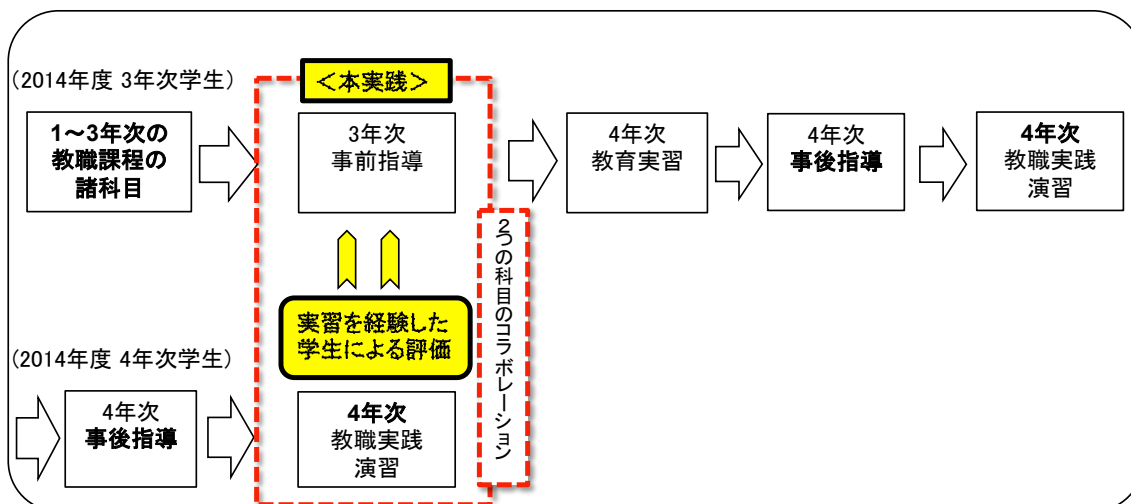 (2014年度 3年次学生)
＜本実践＞
1～3年次の
教職課程の
諸科目
3年次
事前指導
4年次
教育実習
4年次
事後指導
4年次
教職実践
演習
2つの科目のコラボレーション
実習を経験した
学生による評価
(2014年度 4年次学生)
4年次
事後指導
4年次
教職実践
演習